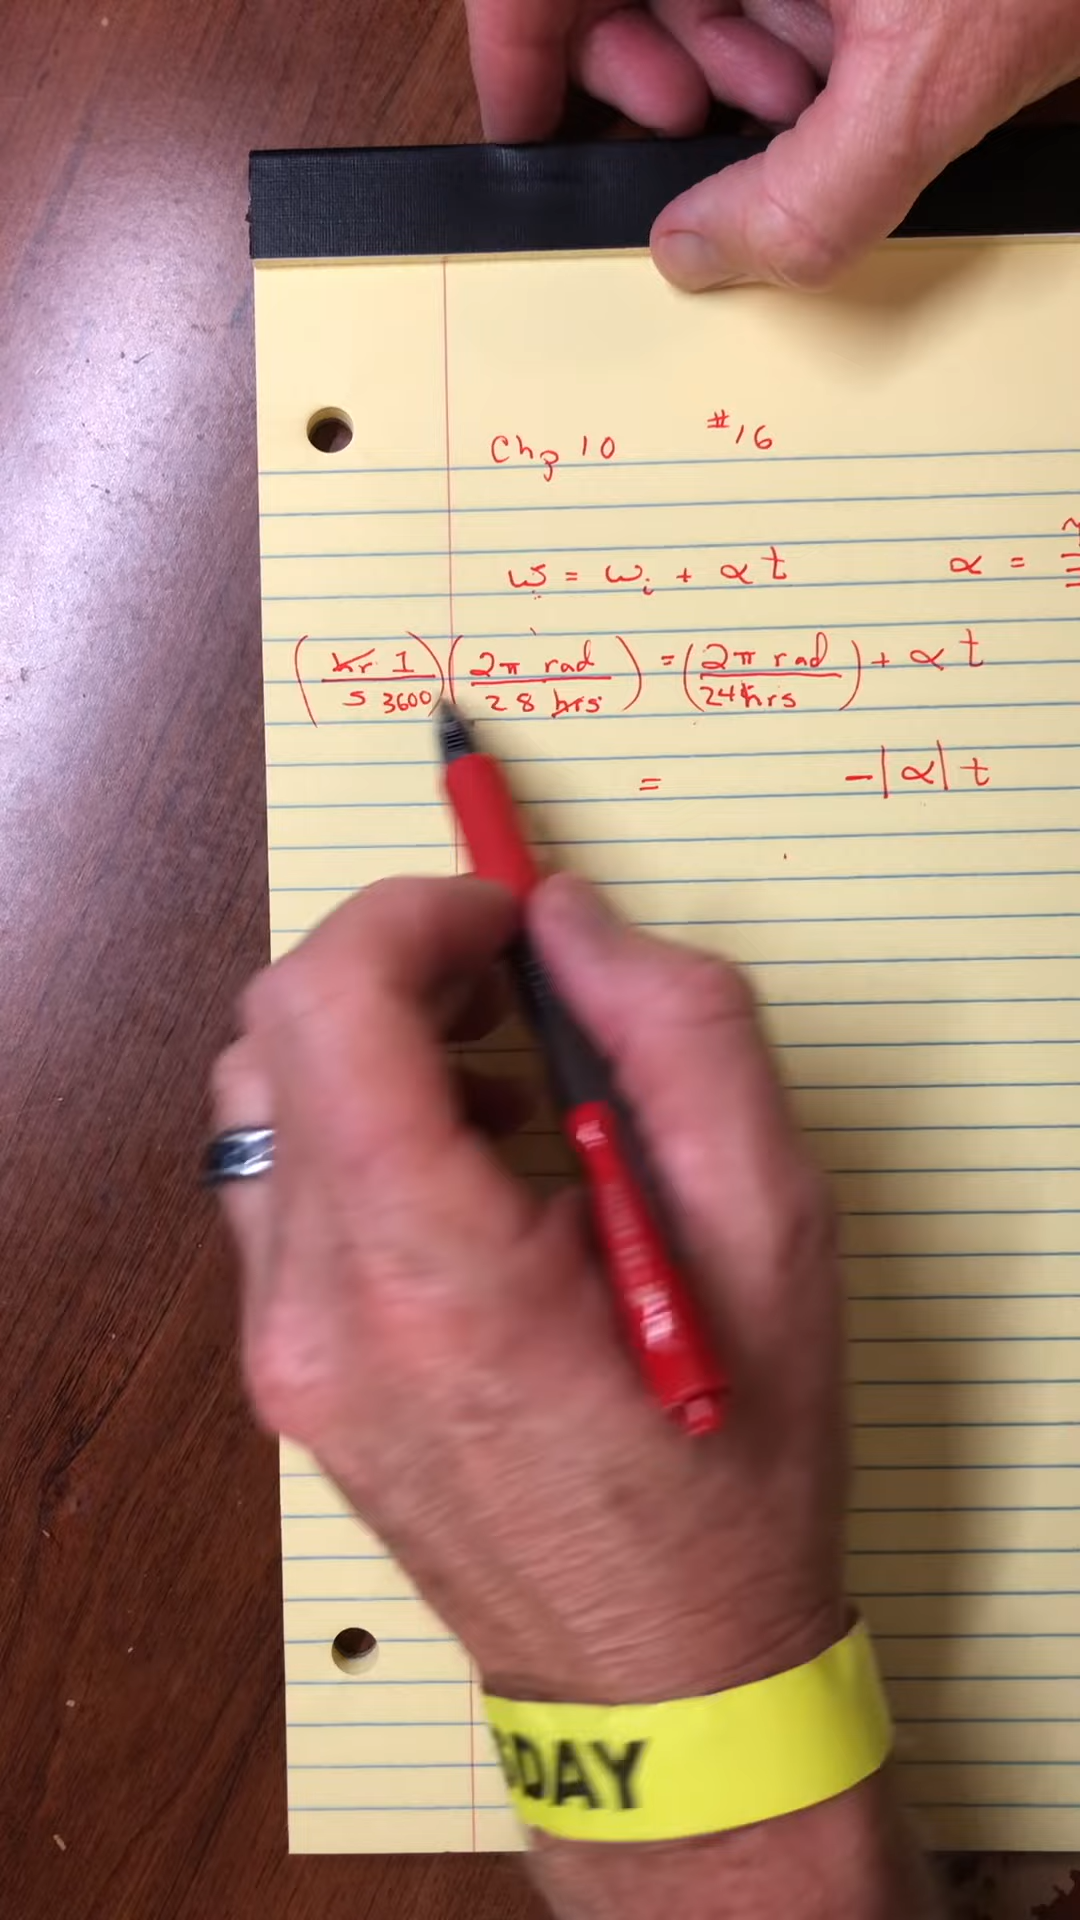 Chp 10 #16
ω = ωi + αt α =
(hr 1 / s 3600)(2π rad / 28 hrs) = (2π rad / 24 hrs) + αt
= -|α| t
DAY